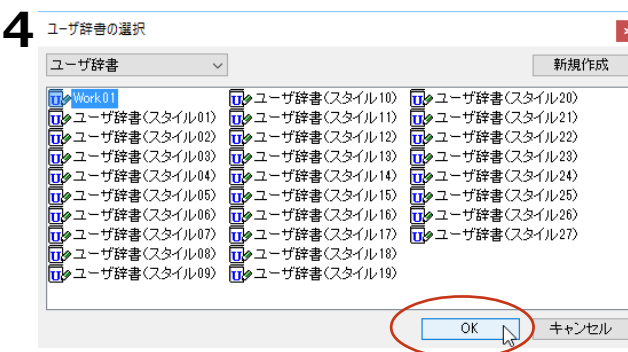 4
ユーザ辞書の選択
ユーザ辞書
新規作成
Work01
ユーザ辞書(スタイル01)
ユーザ辞書(スタイル02)
ユーザ辞書(スタイル03)
ユーザ辞書(スタイル04)
ユーザ辞書(スタイル05)
ユーザ辞書(スタイル06)
ユーザ辞書(スタイル07)
ユーザ辞書(スタイル08)
ユーザ辞書(スタイル09)
ユーザ辞書(スタイル10)
ユーザ辞書(スタイル11)
ユーザ辞書(スタイル12)
ユーザ辞書(スタイル13)
ユーザ辞書(スタイル14)
ユーザ辞書(スタイル15)
ユーザ辞書(スタイル16)
ユーザ辞書(スタイル17)
ユーザ辞書(スタイル18)
ユーザ辞書(スタイル19)
ユーザ辞書(スタイル20)
ユーザ辞書(スタイル21)
ユーザ辞書(スタイル22)
ユーザ辞書(スタイル23)
ユーザ辞書(スタイル24)
ユーザ辞書(スタイル25)
ユーザ辞書(スタイル26)
ユーザ辞書(スタイル27)
OK
キャンセル